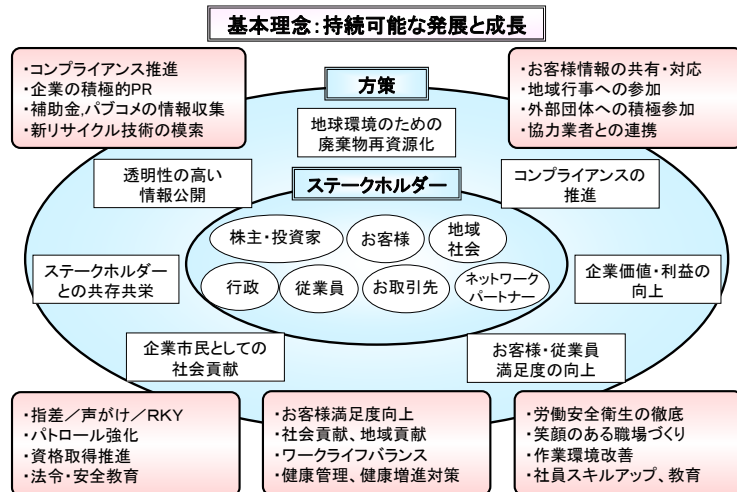 基本理念：持続可能な発展と成長
・コンプライアンス推進
・企業の積極的PR
・補助金,パブコメの情報収集
・新リサイクル技術の模索
方策
・お客様情報の共有・対応
・地域行事への参加
・外部団体への積極参加
・協力業者との連携
地球環境のための
廃棄物再資源化
透明性の高い
情報公開
コンプライアンスの
推進
ステークホルダー
株主・投資家
お客様
地域
社会
行政
従業員
お取引先
ネットワーク
パートナー
ステークホルダー
との共存共栄
企業価値・利益の
向上
企業市民としての
社会貢献
お客様・従業員
満足度の向上
・指差／声がけ／RKY
・パトロール強化
・資格取得推進
・法令・安全教育
・お客様満足度向上
・社会貢献、地域貢献
・ワークライフバランス
・健康管理、健康増進対策
・労働安全衛生の徹底
・笑顔のある職場づくり
・作業環境改善
・社員スキルアップ、教育